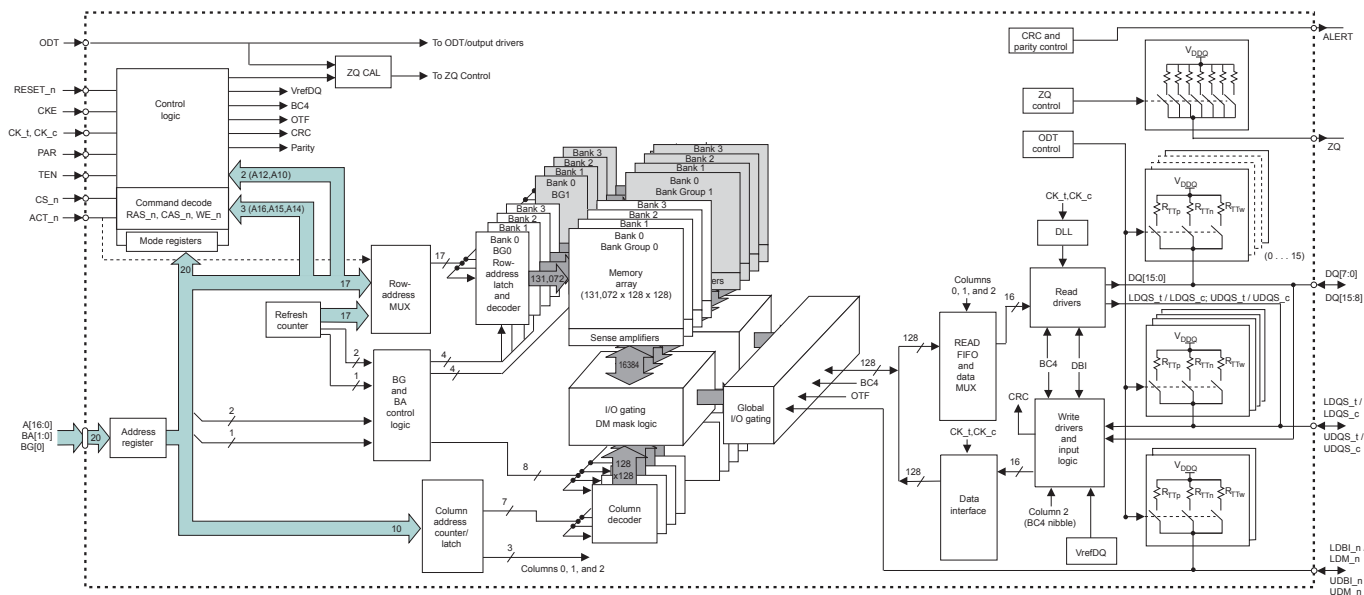 ODT
RESET_n
CKE
CK_t, CK_c
PAR
TEN
CS_n
ACT_n
A[16:0]
BA[1:0]
BG[0]
To ODT/output drivers
ZQ CAL
To ZQ Control
Control
logic
VrefDQ
BC4
OTF
CRC
Parity
2 (A12,A10)
Command decode
RAS_n, CAS_n, WE_n
3 (A16,A15,A14)
Mode registers
20
17
Row-
address
MUX
17
Refresh
counter
17
2
1
BG
and
BA
control
logic
4
4
2
1
20
Address
register
10
Column
address
counter/
latch
7
3
Columns 0, 1, and 2
8
Bank 3
Bank 2
Bank 1
Bank 0
BG1
Bank 3
Bank 2
Bank 1
Bank 0
BG0
Row-
address
latch
and
decoder
131,072
Bank 3
Bank 2
Bank 1
Bank 0
Bank Group 1
Bank 3
Bank 2
Bank 1
Bank 0
Bank Group 0
Memory
array
(131,072 x 128 x 128)
Sense amplifiers
ers
16384
I/O gating
DM mask logic
128
x128
Column
decoder
Global
I/O gating
128
BC4
OTF
128
Columns
0, 1, and 2
READ
FIFO
and
data
MUX
16
CK_t,CK_c
DLL
Read
drivers
DQ[15:0]
LDQS_t / LDQS_c; UDQS_t / UDQS_c
BC4
DBI
CRC
Write
drivers
and
input
logic
CK_t,CK_c
128
Data
interface
16
Column 2
(BC4 nibble)
VrefDQ
CRC and
parity control
ZQ
control
ODT
control
VDDQ
VDDQ
RTTp
RTTn
RTTw
(0 . . . 15)
VDDQ
RTTp
RTTn
RTTw
VDDQ
RTTp
RTTn
RTTw
ALERT
ZQ
DQ[7:0]
DQ[15:8]
LDQS_t /
LDQS_c
UDQS_t /
UDQS_c
LDBI_n
LDM_n
UDBI_n
UDM_n